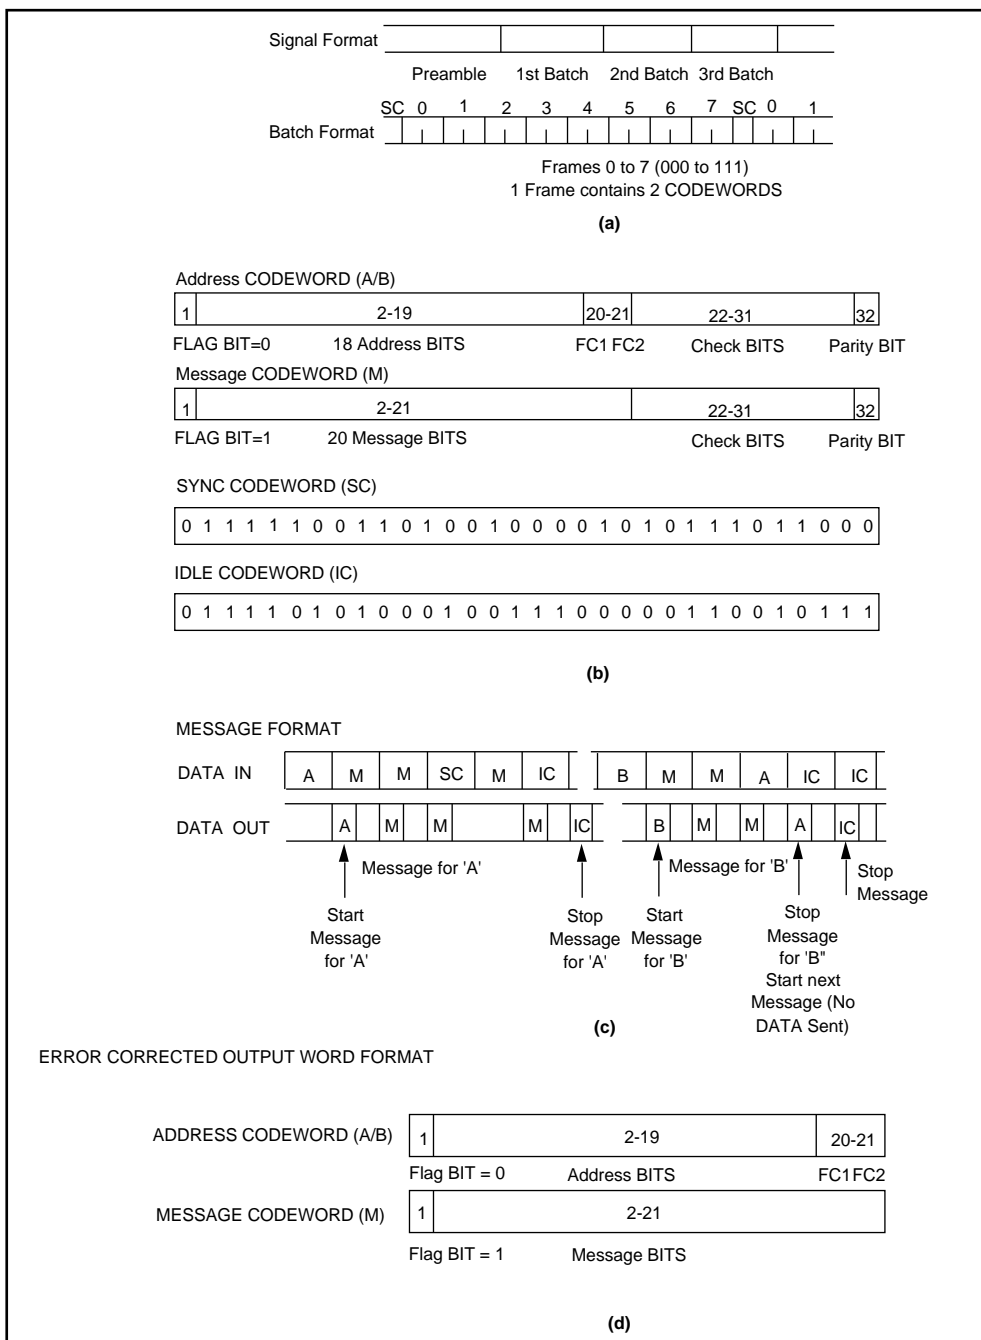 Signal Format
Preamble 1st Batch 2nd Batch 3rd Batch
SC 0 1 2 3 4 5 6 7 SC 0 1
Batch Format
Frames 0 to 7 (000 to 111)
1 Frame contains 2 CODEWORDS
(a)
Address CODEWORD (A/B)
1 2-19 20-21 22-31 32
FLAG BIT=0 18 Address BITS FC1 FC2 Check BITS Parity BIT
Message CODEWORD (M)
1 2-21 22-31 32
FLAG BIT=1 20 Message BITS Check BITS Parity BIT
SYNC CODEWORD (SC)
0 1 1 1 1 1 0 0 1 1 0 1 0 0 1 0 0 0 0 1 0 1 0 1 1 1 0 1 1 0 0 0
IDLE CODEWORD (IC)
0 1 1 1 1 0 1 0 1 0 0 0 1 0 0 1 1 1 0 0 0 0 0 1 1 0 0 1 0 1 1 1
(b)
MESSAGE FORMAT
DATA IN A M M SC M IC B M M A IC IC
DATA OUT A M M M IC B M M A IC
Message for 'A' Message for 'B'
Start
Message
for 'A'
Stop
Message
for 'A'
Start
Message
for 'B'
Stop
Message
for 'B"
Start next
Message (No
DATA Sent)
Stop
Message
(c)
ERROR CORRECTED OUTPUT WORD FORMAT
ADDRESS CODEWORD (A/B) 1 2-19 20-21
Flag BIT = 0 Address BITS FC1FC2
MESSAGE CODEWORD (M) 1 2-21
Flag BIT = 1 Message BITS
(d)